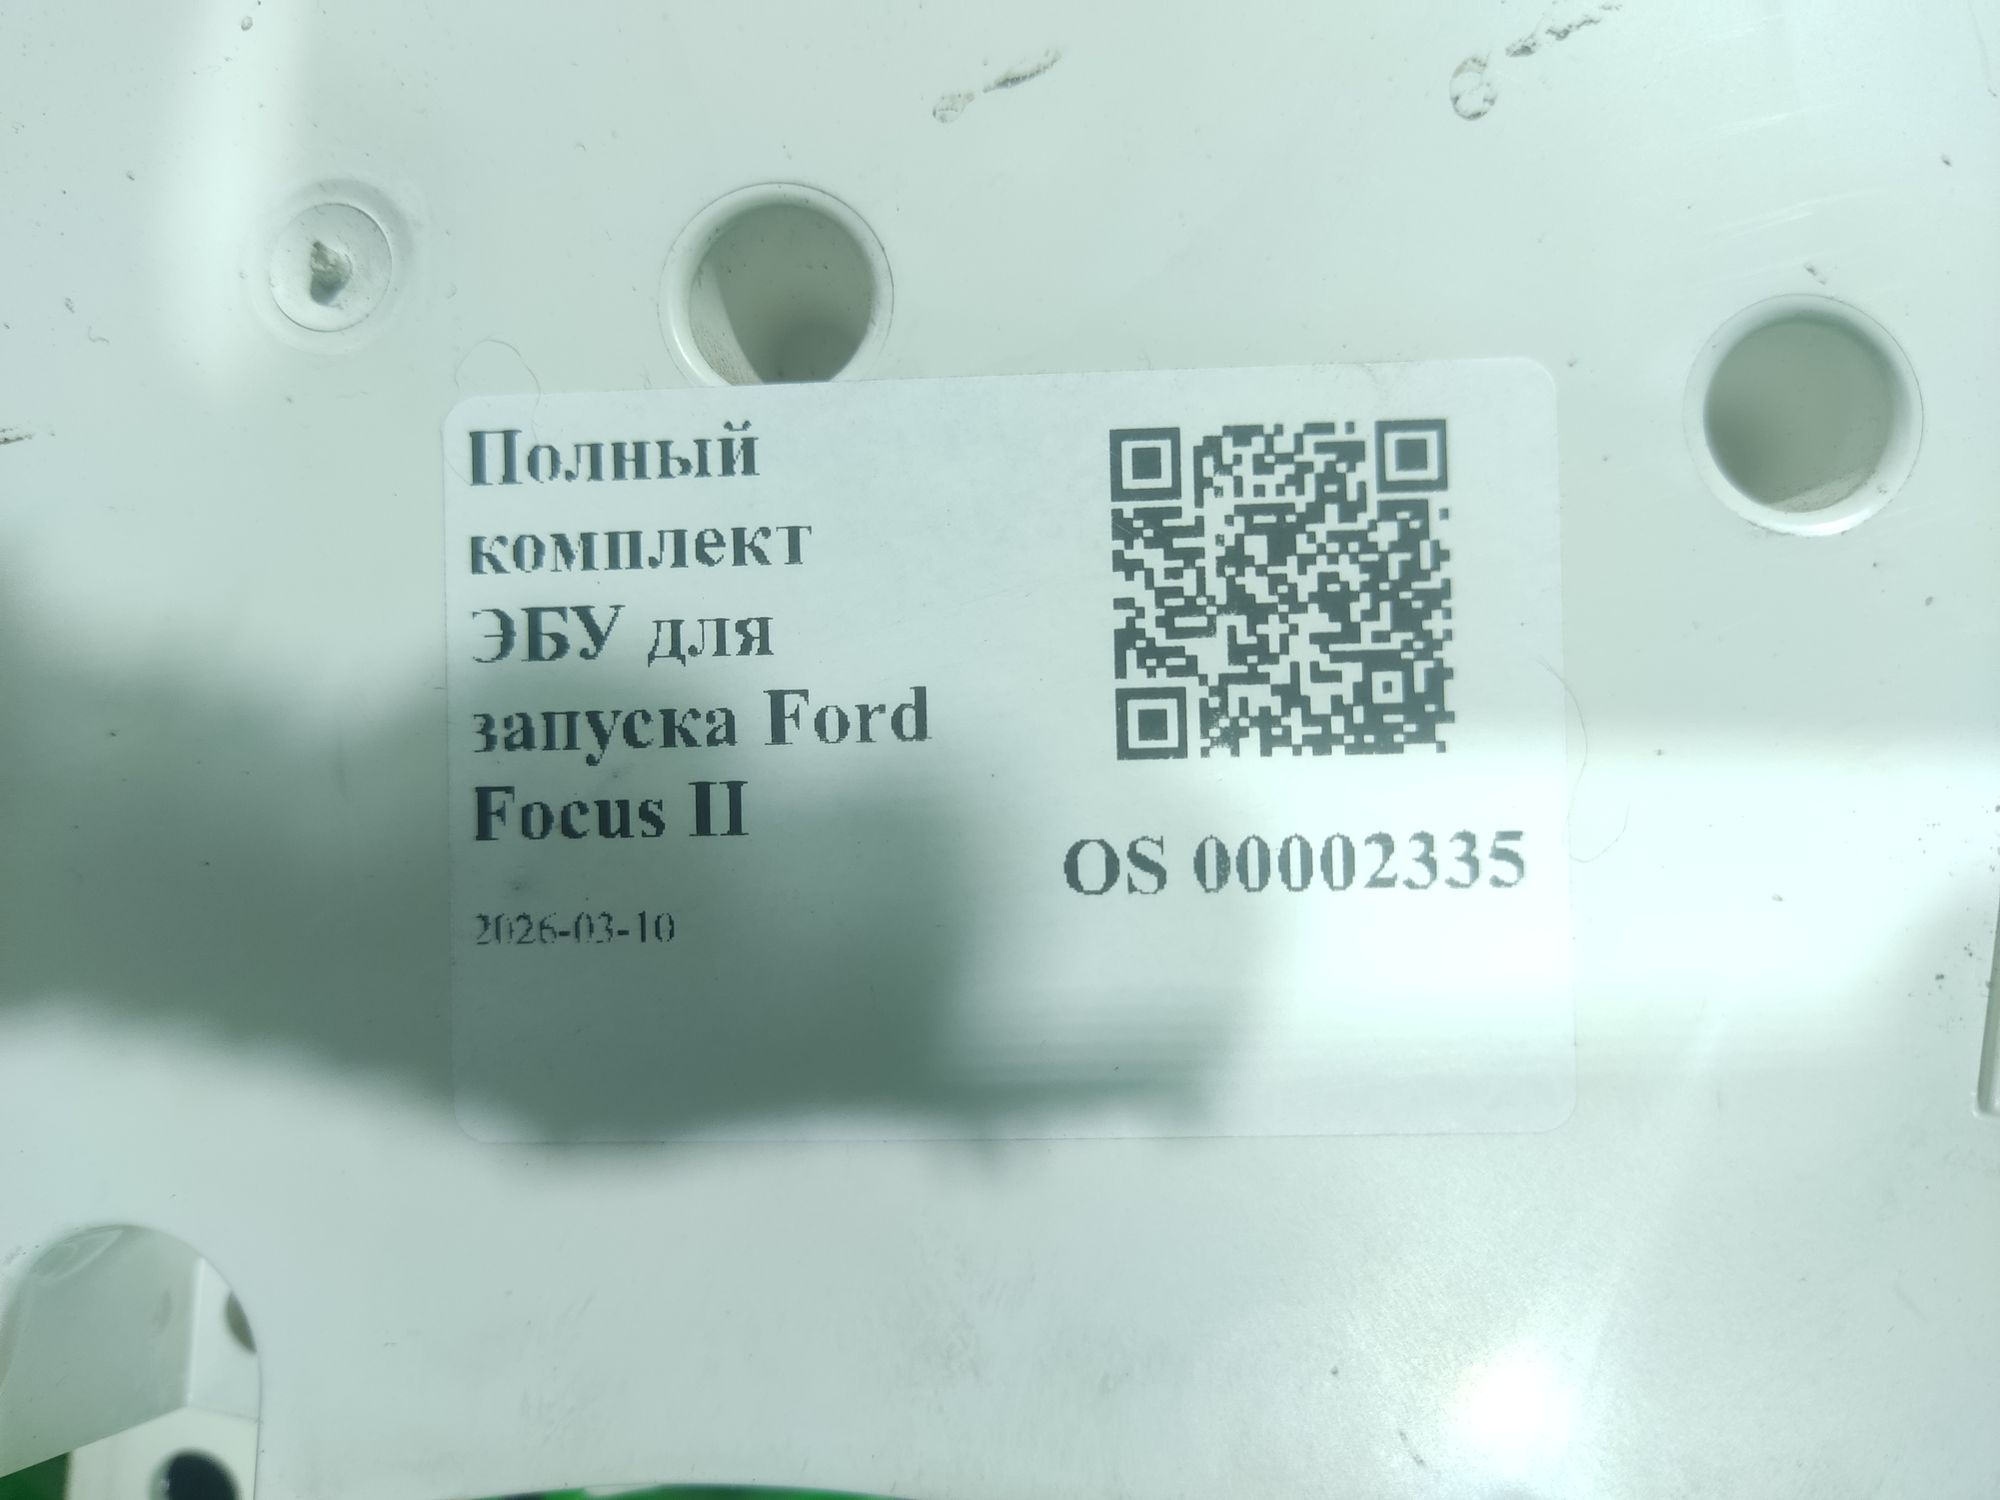 Полный
комплект
ЭБУ для
запуска Ford
Focus II
2026-03-10
OS 00002335